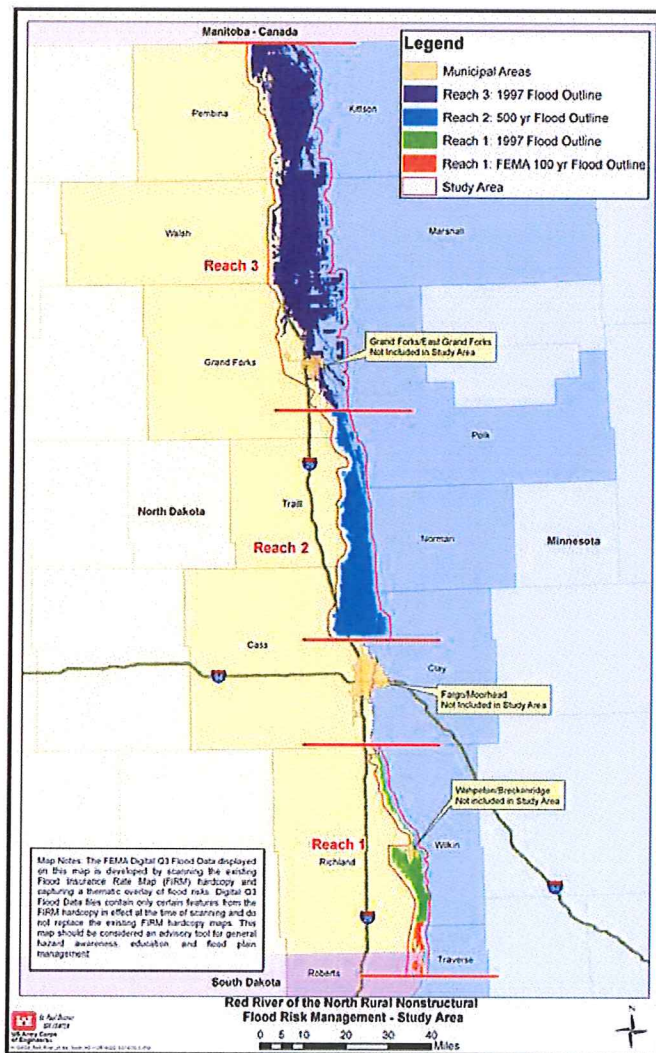 Manitoba - Canada
Legend
Municipal Areas
Reach 3: 1997 Flood Outline
Reach 2: 500 yr Flood Outline
Reach 1: 1997 Flood Outline
Reach 1: FEMA 100 yr Flood Outline
Study Area
Pembina
Kittson
Walsh
Marshall
Reach 3
Grand Forks
Grand Forks/East Grand Forks
Not Included in Study Area
Polk
29
North Dakota
Traill
Reach 2
Norman
Minnesota
Cass
94
Clay
Fargo/Moorhead
Not Included in Study Area
Wahpeton/Breckenridge
Not Included in Study Area
Reach 1
Richland
Wilkin
94
29
Map Notes: The FEMA Digital Q3 Flood Data displayed
on this map is developed by scanning the existing
Flood Insurance Rate Map (FIRM) hardcopy and
capturing a thematic overlay of flood risks. Digital Q3
Flood Data files contain only certain features from the
FIRM hardcopy in effect at the time of scanning and do
not replace the existing FIRM hardcopy maps. This
map should be considered an advisory tool for general
hazard awareness, education, and flood plain
management
South Dakota
Roberts
Traverse
Red River of the North Rural Nonstructural
Flood Risk Management - Study Area
US Army Corps
of Engineers
St Paul District
0 5 10 20 30 40
Miles